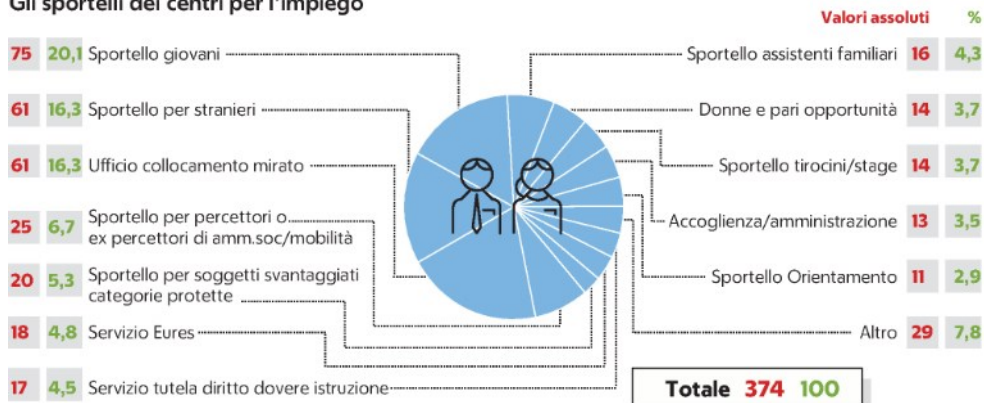 Gli sportelli dei centri per l'impiego
Valori assoluti %
75 20,1 Sportello giovani
61 16,3 Sportello per stranieri
61 16,3 Ufficio collocamento mirato
25 6,7 Sportello per percettori o
ex percettori di amm.soc/mobilità
20 5,3 Sportello per soggetti svantaggiati
categorie protette
18 4,8 Servizio Eures
17 4,5 Servizio tutela diritto dovere istruzione
Sportello assistenti familiari 16 4,3
Donne e pari opportunità 14 3,7
Sportello tirocini/stage 14 3,7
Accoglienza/amministrazione 13 3,5
Sportello Orientamento 11 2,9
Altro 29 7,8
Totale 374 100